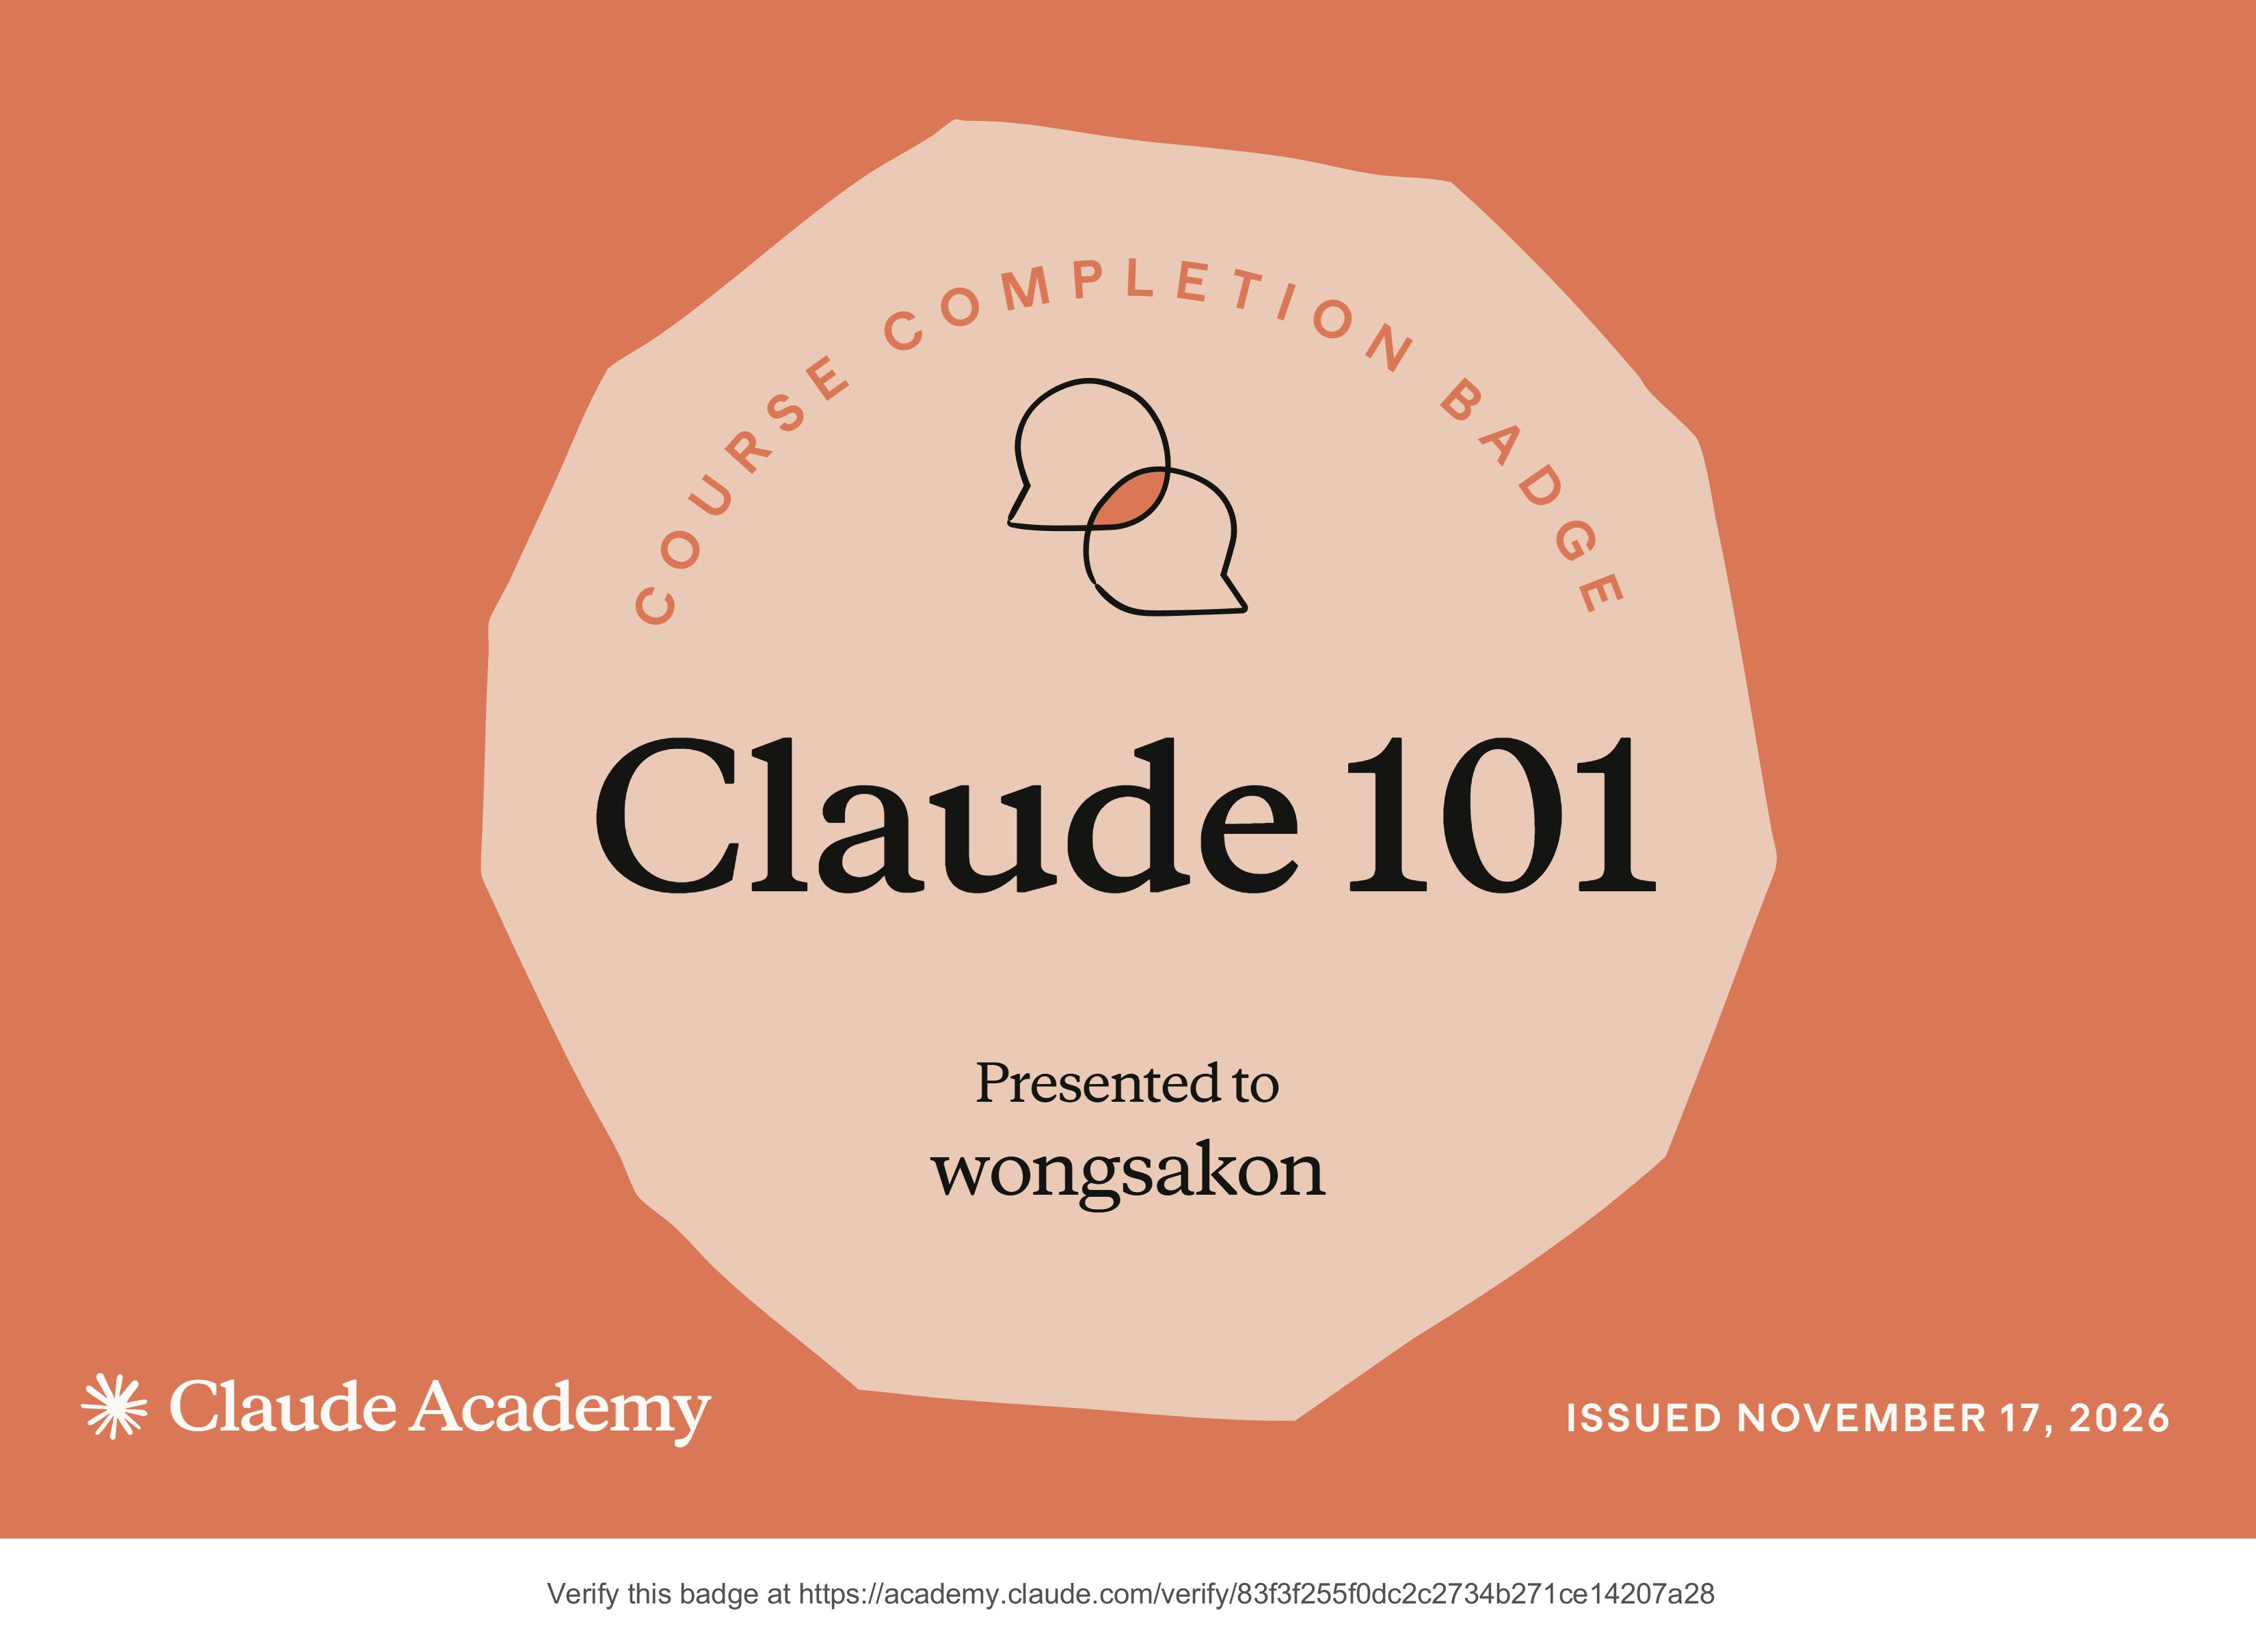 COURSE COMPLETION BADGE
Claude 101
Presented to
wongsakon
Claude Academy
ISSUED NOVEMBER 17, 2026
Verify this badge at https://academy.claude.com/verify/83f3f255f0dc2c2734b271ce14207a28